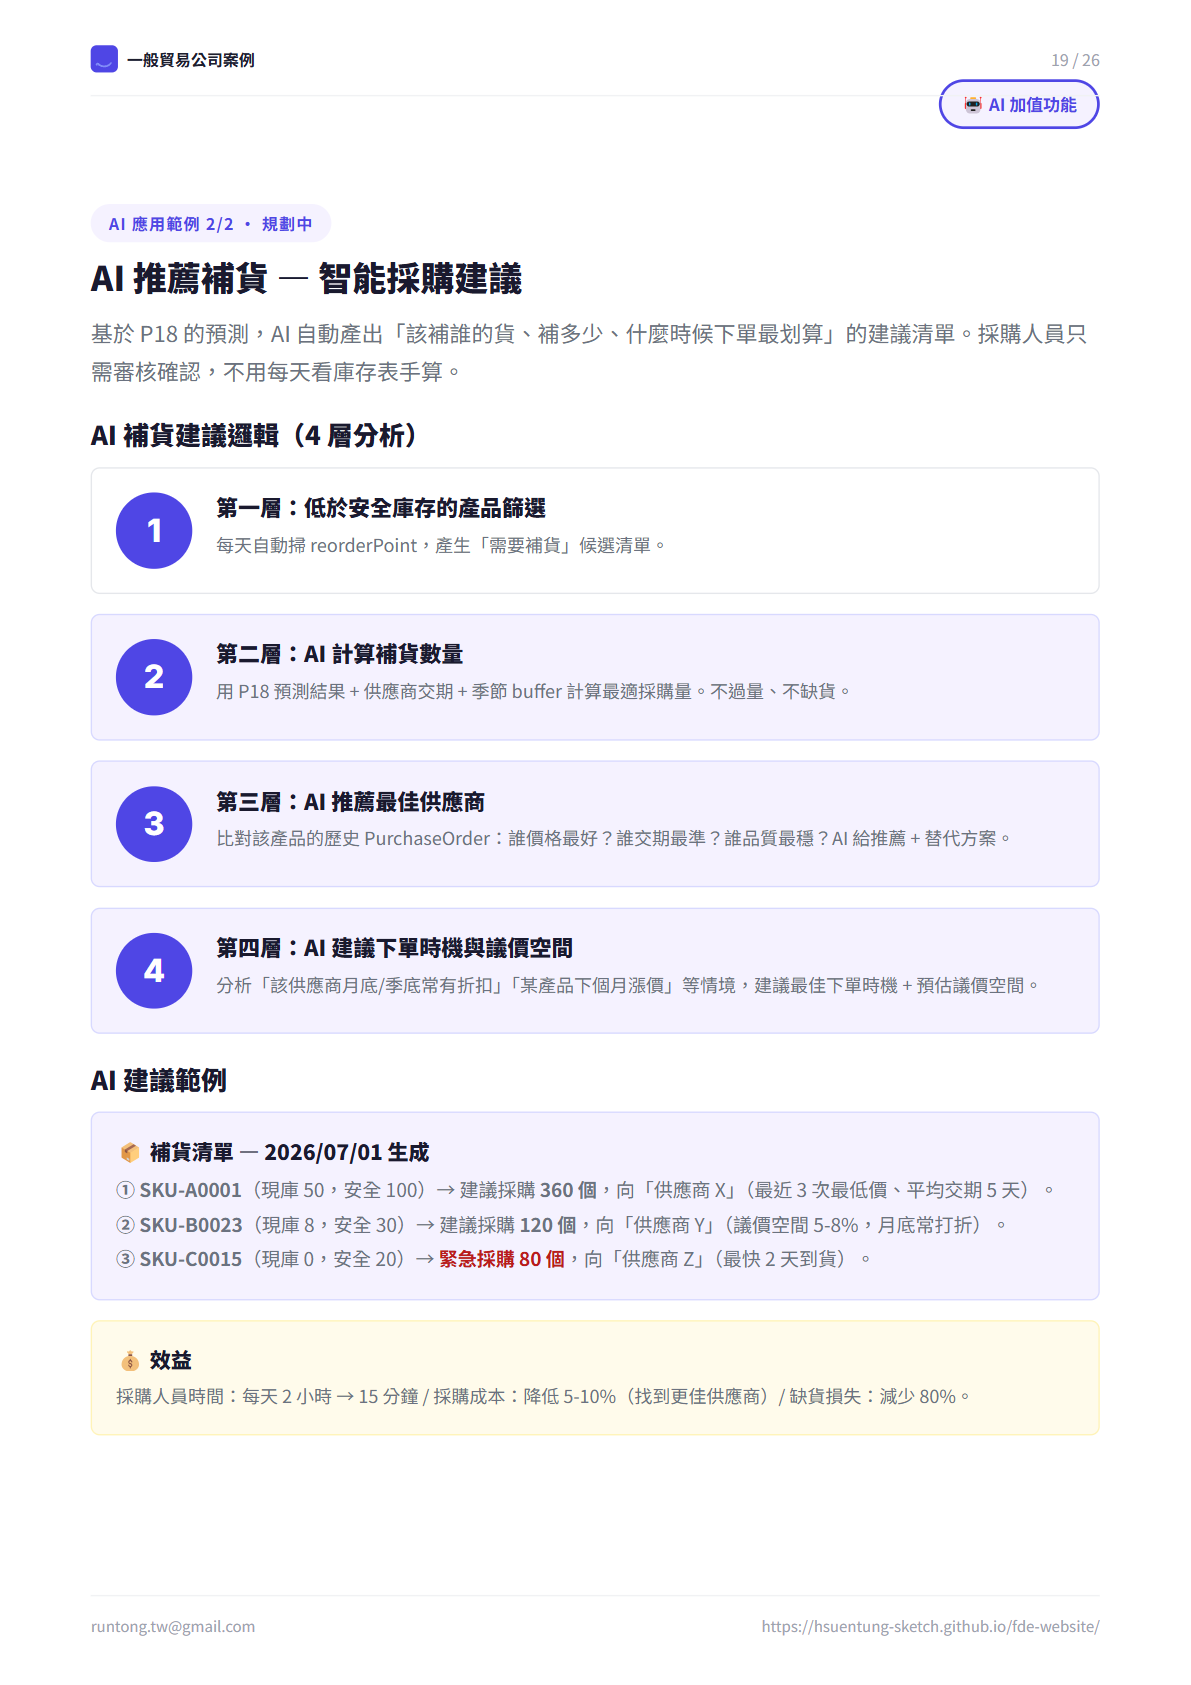 一般貿易公司案例
19 / 26
AI 加值功能
AI 應用範例 2/2 · 規劃中
AI 推薦補貨 — 智能採購建議
基於 P18 的預測，AI 自動產出「該補誰的貨、補多少、什麼時候下單最划算」的建議清單。採購人員只
需審核確認，不用每天看庫存表手算。
AI 補貨建議邏輯（4 層分析）
1
第一層：低於安全庫存的產品篩選
每天自動掃 reorderPoint，產生「需要補貨」候選清單。
2
第二層：AI 計算補貨數量
用 P18 預測結果 + 供應商交期 + 季節 buffer 計算最適採購量。不過量、不缺貨。
3
第三層：AI 推薦最佳供應商
比對該產品的歷史 PurchaseOrder：誰價格最好？誰交期最準？誰品質最穩？AI 給推薦 + 替代方案。
4
第四層：AI 建議下單時機與議價空間
分析「該供應商月底/季底常有折扣」「某產品下個月漲價」等情境，建議最佳下單時機 + 預估議價空間。
AI 建議範例
補貨清單 — 2026/07/01 生成
① SKU-A0001（現庫 50，安全 100）→ 建議採購 360 個，向「供應商 X」（最近 3 次最低價、平均交期 5 天）。
② SKU-B0023（現庫 8，安全 30）→ 建議採購 120 個，向「供應商 Y」（議價空間 5-8%，月底常打折）。
③ SKU-C0015（現庫 0，安全 20）→ 緊急採購 80 個，向「供應商 Z」（最快 2 天到貨）。
效益
採購人員時間：每天 2 小時 → 15 分鐘 / 採購成本：降低 5-10%（找到更佳供應商）/ 缺貨損失：減少 80%。
runtong.tw@gmail.com
https://hsuentung-sketch.github.io/fde-website/